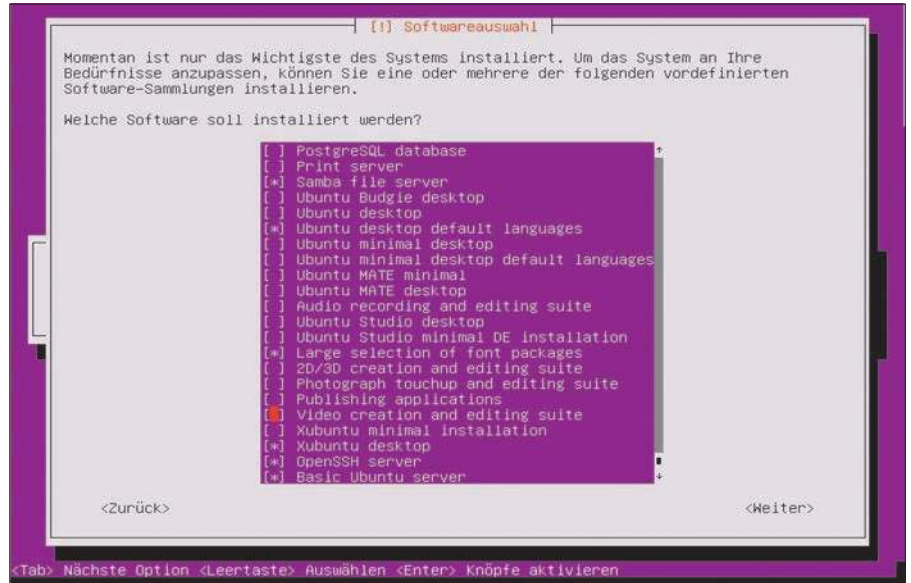 [!] Softwareauswahl
Momentan ist nur das Wichtigste des Systems installiert. Um das System an Ihre
Bedürfnisse anzupassen, können Sie eine oder mehrere der folgenden vordefinierten
Software-Sammlungen installieren.
Welche Software soll installiert werden?
[ ] PostgreSQL database
[ ] Print server
[*] Samba file server
[ ] Ubuntu Budgie desktop
[ ] Ubuntu desktop
[*] Ubuntu desktop default languages
[ ] Ubuntu minimal desktop
[ ] Ubuntu minimal desktop default languages
[ ] Ubuntu MATE minimal
[ ] Ubuntu MATE desktop
[ ] Audio recording and editing suite
[ ] Ubuntu Studio desktop
[ ] Ubuntu Studio minimal DE installation
[*] Large selection of font packages
[ ] 2D/3D creation and editing suite
[ ] Photograph touchup and editing suite
[ ] Publishing applications
[ ] Video creation and editing suite
[ ] Xubuntu minimal installation
[*] Xubuntu desktop
[*] OpenSSH server
[*] Basic Ubuntu server
<Zurück> <Weiter>
<Tab> Nächste Option <Leertaste> Auswählen <Enter> Knöpfe aktivieren